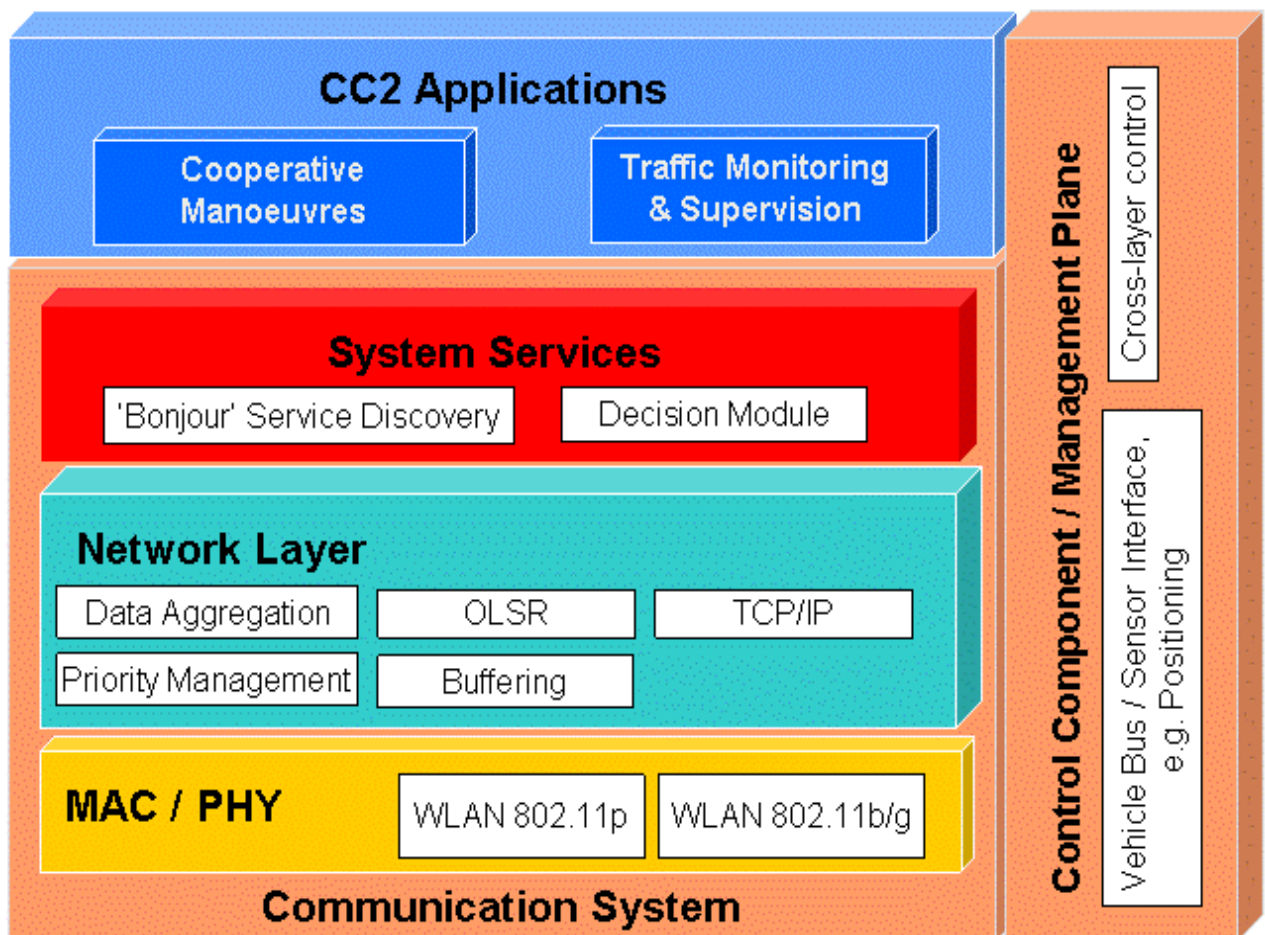 CC2 Applications
Cooperative
Manoeuvres
Traffic Monitoring
& Supervision
System Services
'Bonjour' Service Discovery
Decision Module
Network Layer
Data Aggregation
OLSR
TCP/IP
Priority Management
Buffering
MAC / PHY
WLAN 802.11p
WLAN 802.11b/g
Communication System
Control Component / Management Plane
Cross-layer control
Vehicle Bus / Sensor Interface,
e.g. Positioning